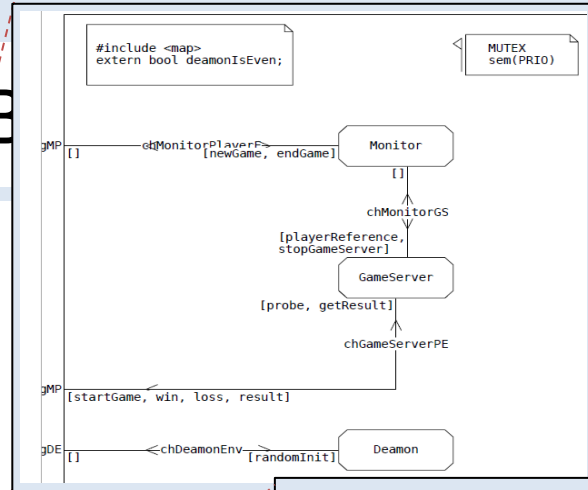 #include <map>
extern bool deamonIsEven;
MUTEX
sem(PRIO)
gMP
[]
[newGame, endGame]
Monitor
[]
chMonitorGS
[playerReference,
stopGameServer]
GameServer
[probe, getResult]
chGameServerPE
gMP
[startGame, win, loss, result]
gDE
[]
chDeamonEnv
[randomInit]
Deamon